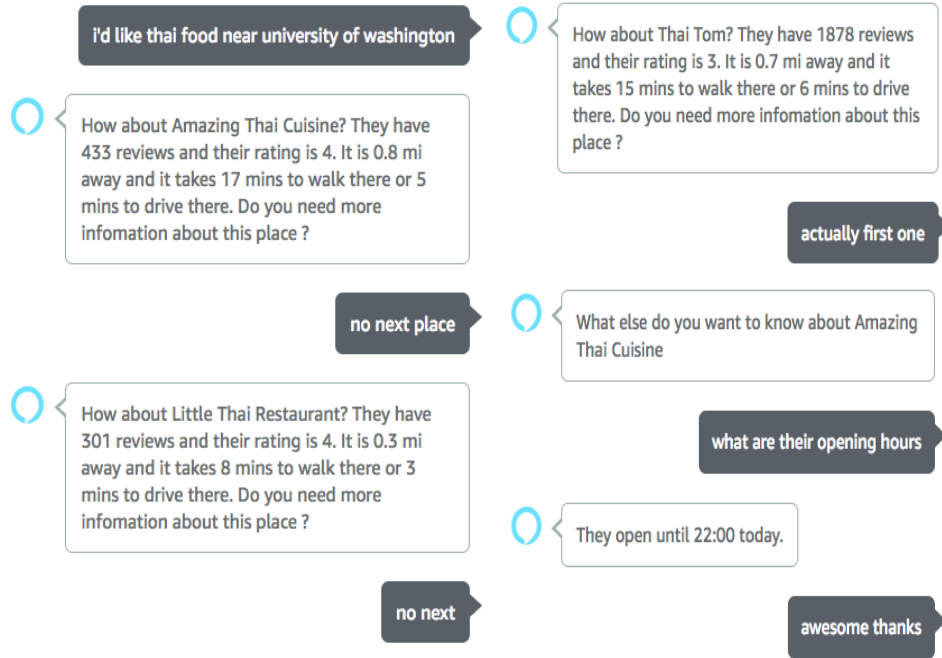 i'd like thai food near university of washington
How about Amazing Thai Cuisine? They have
433 reviews and their rating is 4. It is 0.8 mi
away and it takes 17 mins to walk there or 5
mins to drive there. Do you need more
infomation about this place ?
no next place
How about Little Thai Restaurant? They have
301 reviews and their rating is 4. It is 0.3 mi
away and it takes 8 mins to walk there or 3
mins to drive there. Do you need more
infomation about this place ?
no next
How about Thai Tom? They have 1878 reviews
and their rating is 3. It is 0.7 mi away and it
takes 15 mins to walk there or 6 mins to drive
there. Do you need more infomation about this
place ?
actually first one
What else do you want to know about Amazing
Thai Cuisine
what are their opening hours
They open until 22:00 today.
awesome thanks